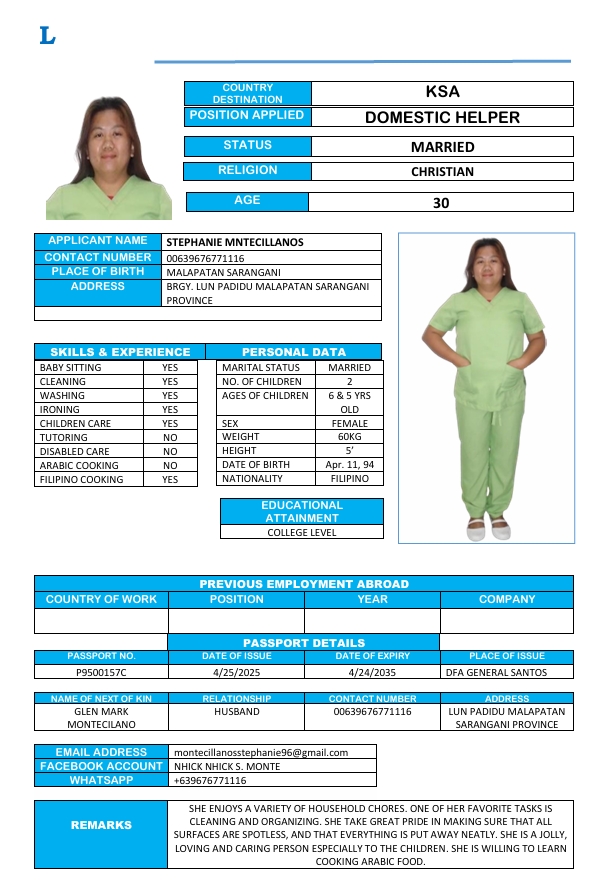 L
COUNTRY DESTINATION KSA
POSITION APPLIED DOMESTIC HELPER
STATUS MARRIED
RELIGION CHRISTIAN
AGE 30
APPLICANT NAME STEPHANIE MNTECILLANOS
CONTACT NUMBER 00639676771116
PLACE OF BIRTH MALAPATAN SARANGANI
ADDRESS BRGY. LUN PADIDU MALAPATAN SARANGANI
PROVINCE
SKILLS & EXPERIENCE
BABY SITTING YES
CLEANING YES
WASHING YES
IRONING YES
CHILDREN CARE YES
TUTORING NO
DISABLED CARE NO
ARABIC COOKING NO
FILIPINO COOKING YES
PERSONAL DATA
MARITAL STATUS MARRIED
NO. OF CHILDREN 2
AGES OF CHILDREN 6 & 5 YRS
OLD
SEX FEMALE
WEIGHT 60KG
HEIGHT 5'
DATE OF BIRTH Apr. 11, 94
NATIONALITY FILIPINO
EDUCATIONAL
ATTAINMENT
COLLEGE LEVEL
PREVIOUS EMPLOYMENT ABROAD
COUNTRY OF WORK POSITION YEAR COMPANY
PASSPORT DETAILS
PASSPORT NO. DATE OF ISSUE DATE OF EXPIRY PLACE OF ISSUE
P9500157C 4/25/2025 4/24/2035 DFA GENERAL SANTOS
NAME OF NEXT OF KIN RELATIONSHIP CONTACT NUMBER ADDRESS
GLEN MARK HUSBAND 00639676771116 LUN PADIDU MALAPATAN
MONTECILANO SARANGANI PROVINCE
EMAIL ADDRESS montecillanosstephanie96@gmail.com
FACEBOOK ACCOUNT NHICK NHICK S. MONTE
WHATSAPP +639676771116
REMARKS
SHE ENJOYS A VARIETY OF HOUSEHOLD CHORES. ONE OF HER FAVORITE TASKS IS
CLEANING AND ORGANIZING. SHE TAKE GREAT PRIDE IN MAKING SURE THAT ALL
SURFACES ARE SPOTLESS, AND THAT EVERYTHING IS PUT AWAY NEATLY. SHE IS A JOLLY,
LOVING AND CARING PERSON ESPECIALLY TO THE CHILDREN. SHE IS WILLING TO LEARN
COOKING ARABIC FOOD.